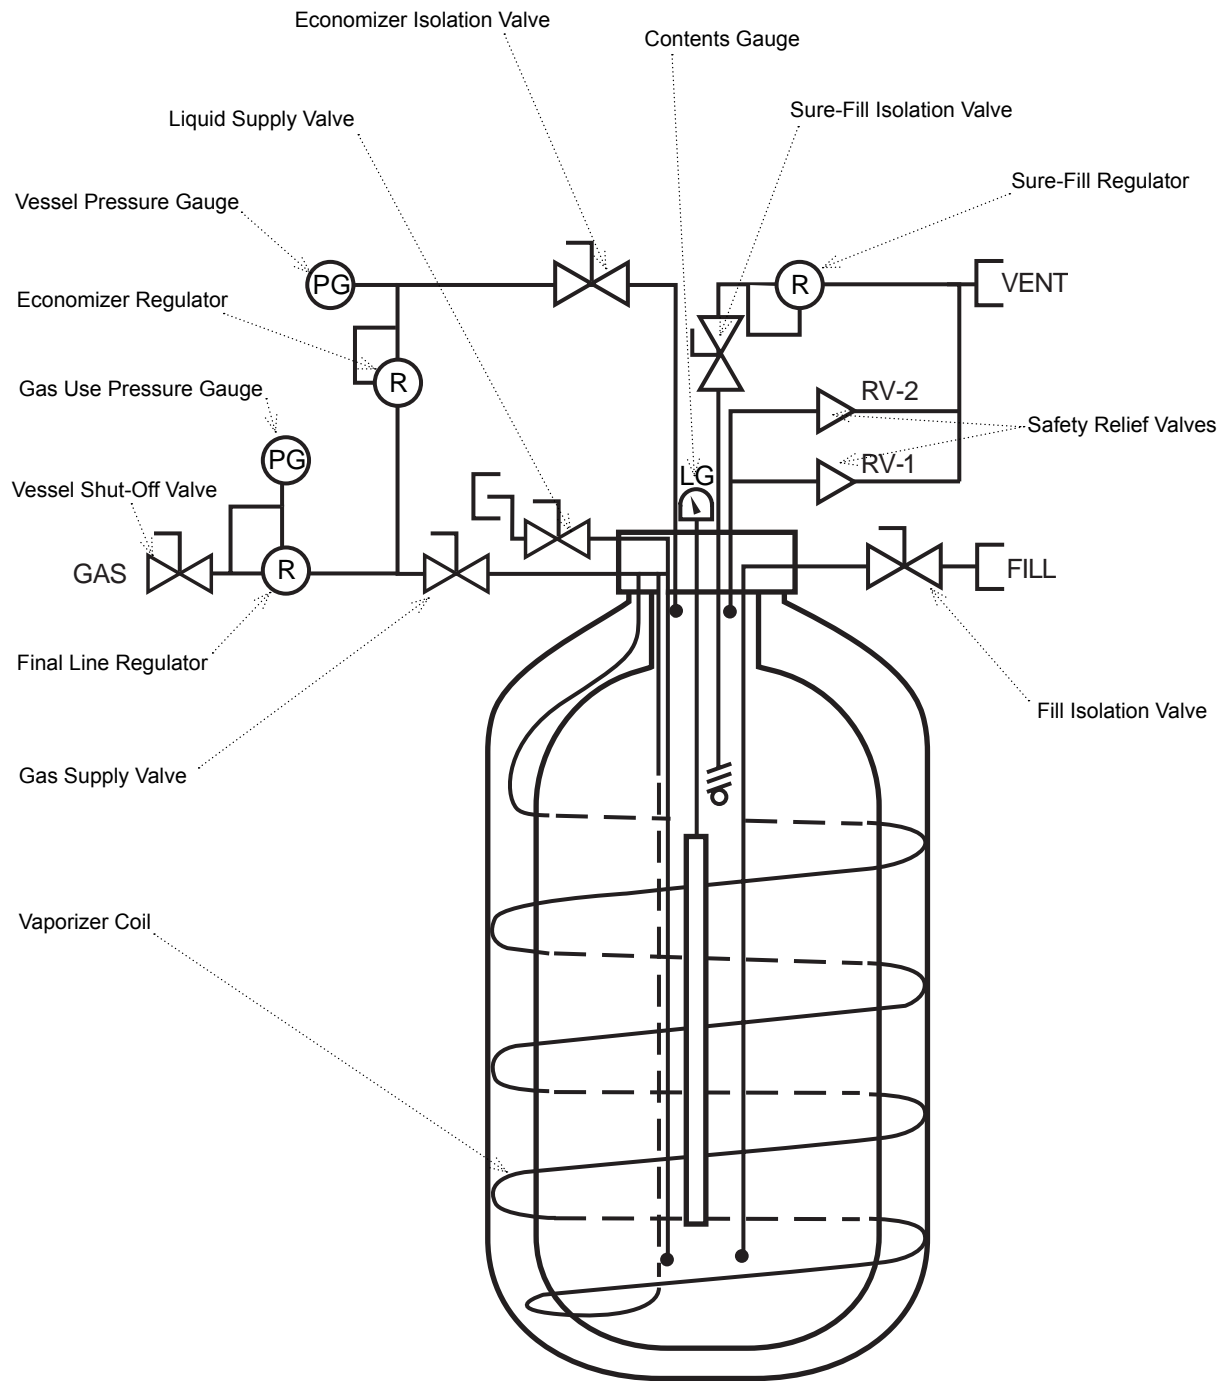 Economizer Isolation Valve
Contents Gauge
Sure-Fill Isolation Valve
Liquid Supply Valve
Sure-Fill Regulator
Vessel Pressure Gauge
PG
R
VENT
Economizer Regulator
R
Gas Use Pressure Gauge
RV-2
Safety Relief Valves
PG
RV-1
LG
Vessel Shut-Off Valve
GAS
R
FILL
Final Line Regulator
Fill Isolation Valve
Gas Supply Valve
Vaporizer Coil